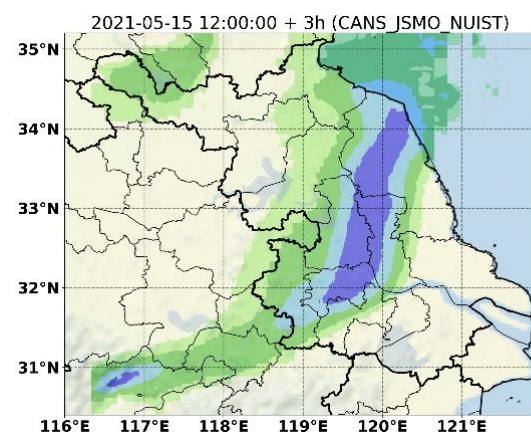 2021-05-15 12:00:00 + 3h (CANS_JSMO_NUIST)
35°N
34°N
33°N
32°N
31°N
116°E 117°E 118°E 119°E 120°E 121°E